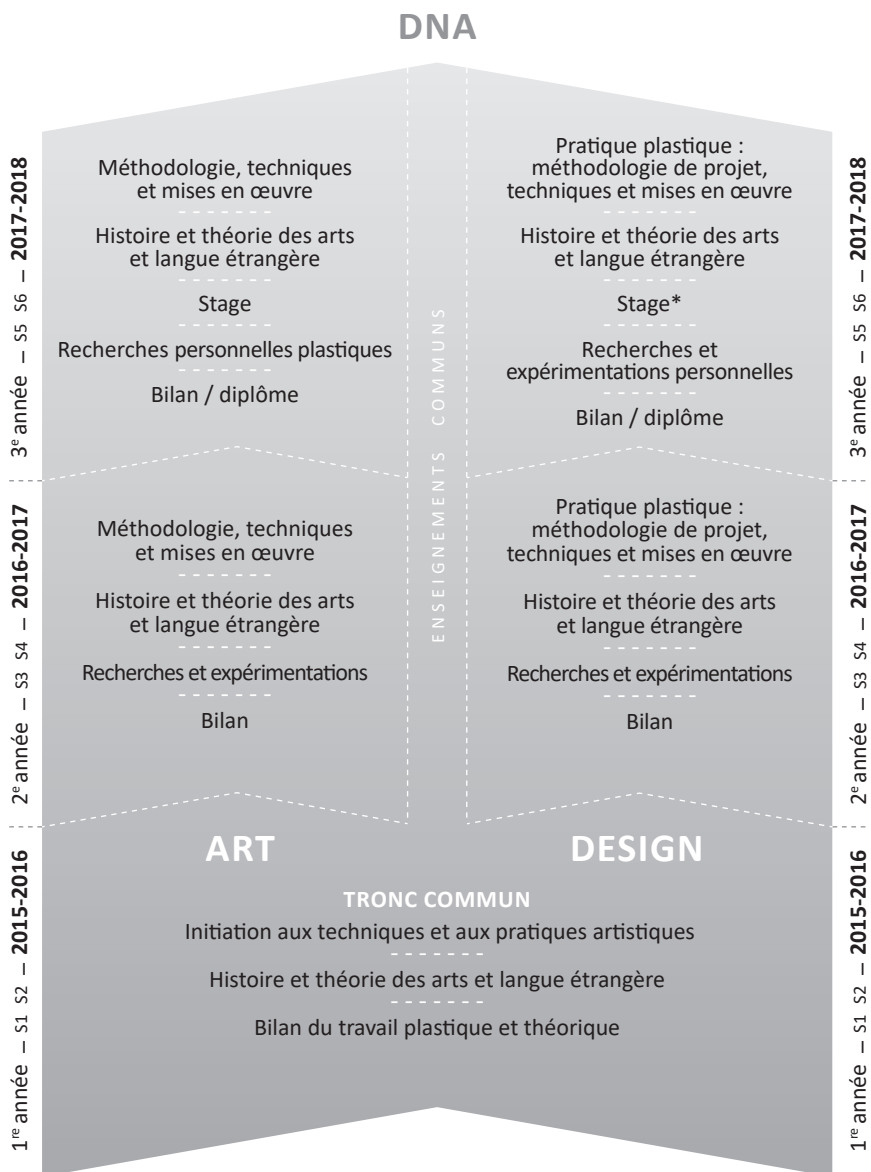 DNA
3e année – S5 S6 – 2017-2018
Méthodologie, techniques
et mises en œuvre
Histoire et théorie des arts
et langue étrangère
Stage
Recherches personnelles plastiques
Bilan / diplôme
ENSEIGNEMENTS COMMUNS
Pratique plastique :
méthodologie de projet,
techniques et mises en œuvre
Histoire et théorie des arts
et langue étrangère
Stage*
Recherches et
expérimentations personnelles
Bilan / diplôme
3e année – S5 S6 – 2017-2018
2e année – S3 S4 – 2016-2017
Méthodologie, techniques
et mises en œuvre
Histoire et théorie des arts
et langue étrangère
Recherches et expérimentations
Bilan
Pratique plastique :
méthodologie de projet,
techniques et mises en œuvre
Histoire et théorie des arts
et langue étrangère
Recherches et expérimentations
Bilan
2e année – S3 S4 – 2016-2017
ART
DESIGN
1re année – S1 S2 – 2015-2016
TRONC COMMUN
Initiation aux techniques et aux pratiques artistiques
Histoire et théorie des arts et langue étrangère
Bilan du travail plastique et théorique
1re année – S1 S2 – 2015-2016